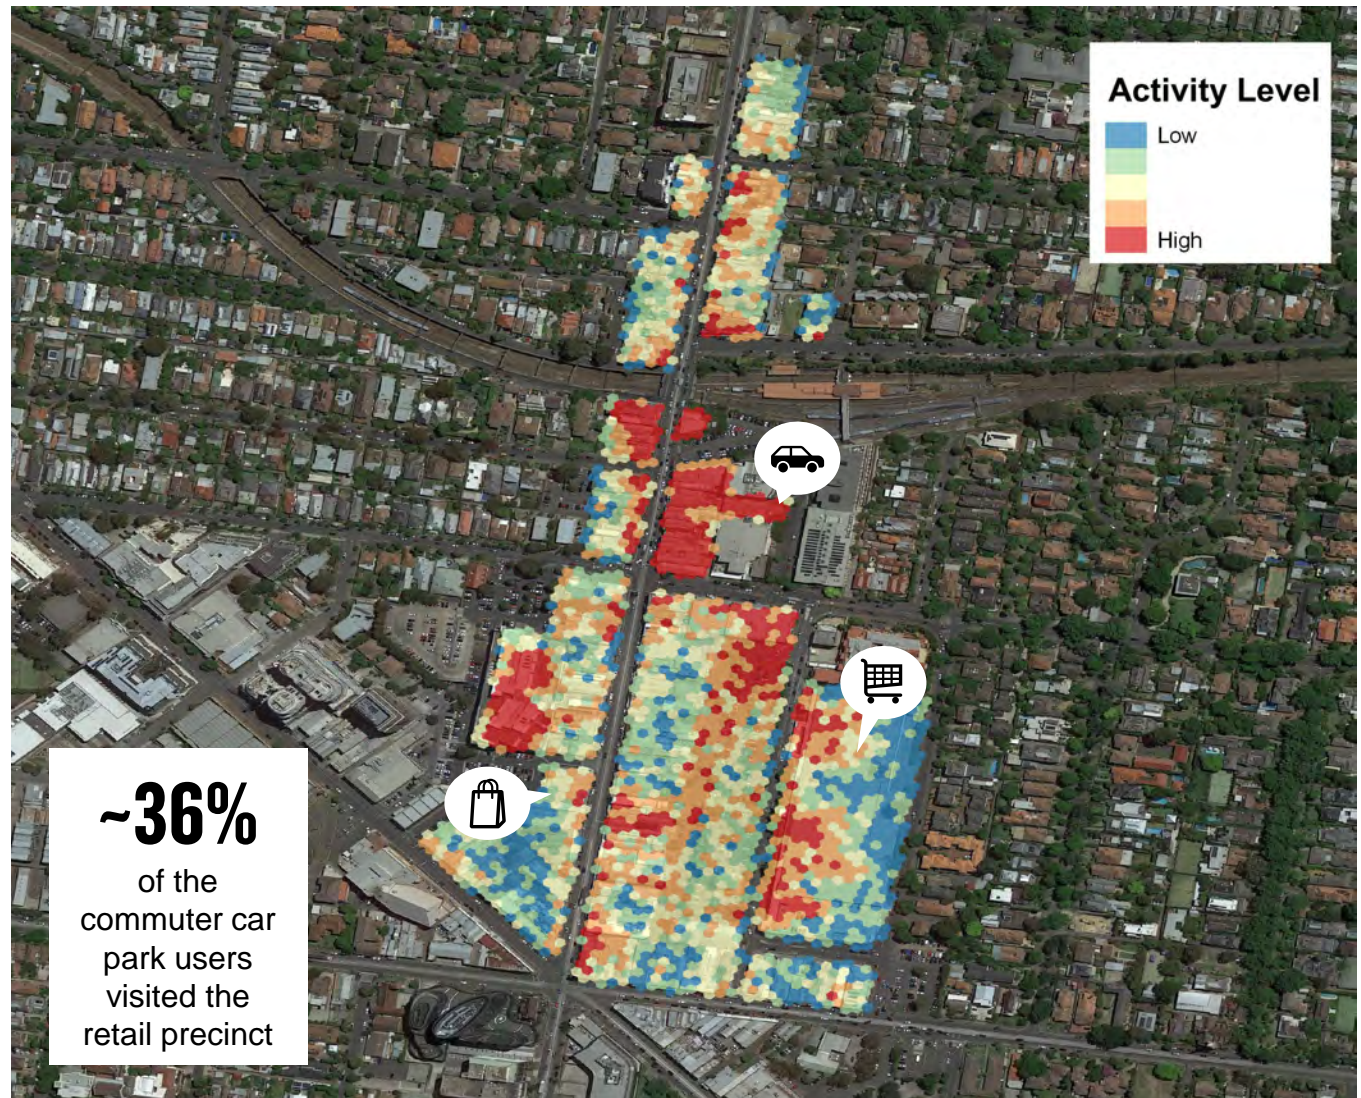 Activity Level
Low
High
~36%
of the
commuter car
park users
visited the
retail precinct